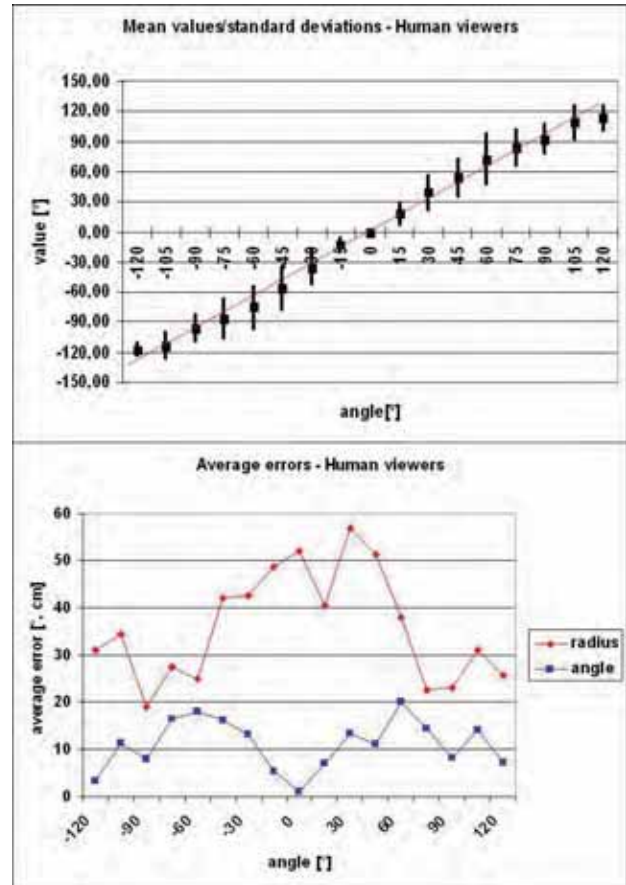 Mean values/standard deviations - Human viewers
150,00
120,00
90,00
60,00
30,00
0,00
-30,00
-60,00
-90,00
-120,00
-150,00
value [°]
-120 -105 -90 -75 -60 -45 -30 -15 0 15 30 45 60 75 90 105 120
angle[°]
Average errors - Human viewers
60
50
40
30
20
10
0
average error [°, cm]
radius
angle
-120 -90 -60 -30 0 30 60 90 120
angle [°]